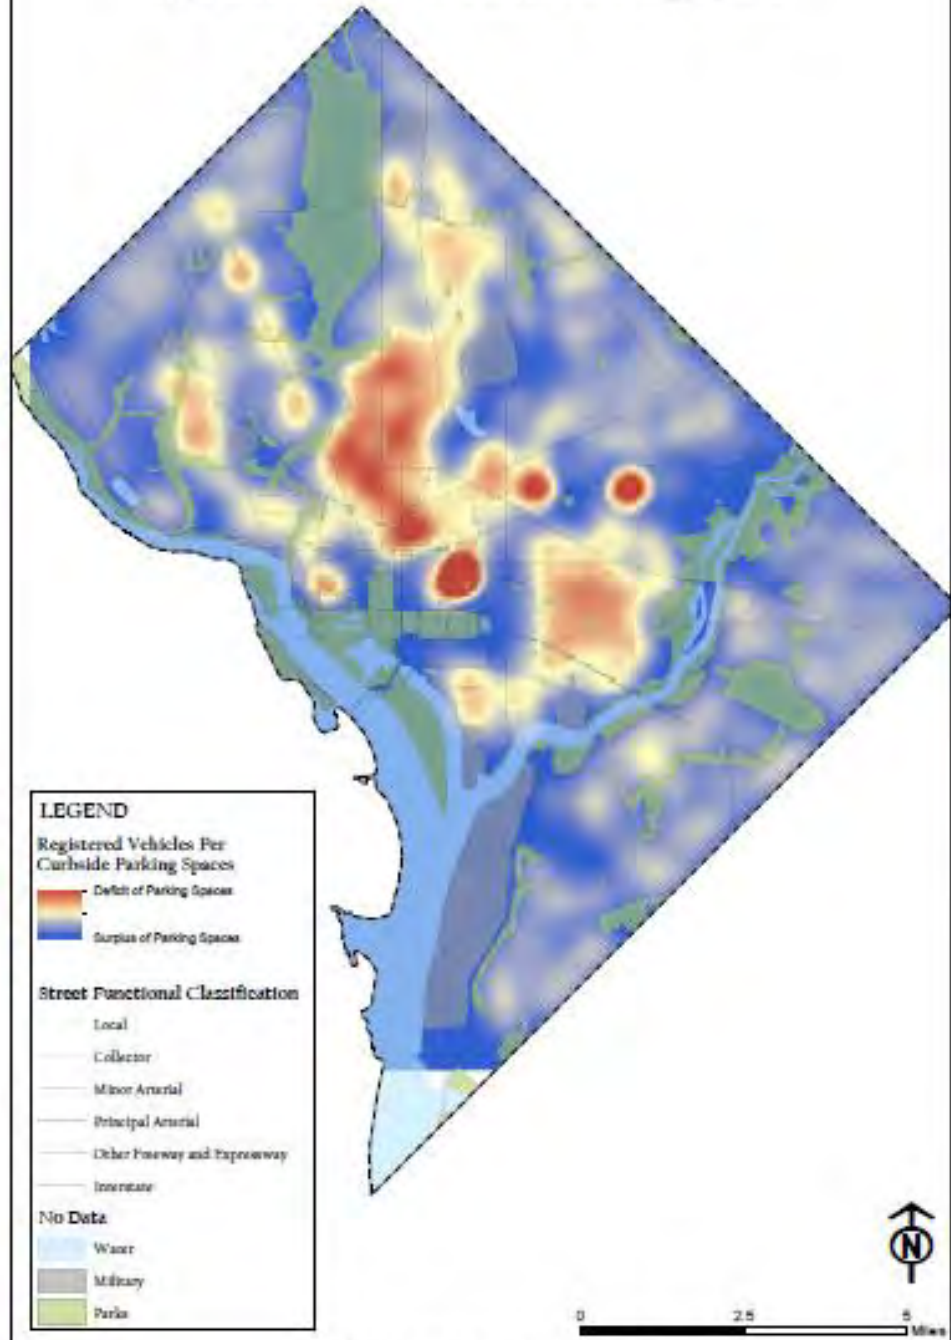 LEGEND
Registered Vehicles Per
Curbside Parking Spaces
Deficit of Parking Spaces
Surplus of Parking Spaces
Street Functional Classification
Local
Collector
Minor Arterial
Principal Arterial
Other Freeway and Expressway
Interstate
No Data
Water
Military
Parks
N
0 2.5 5
Miles